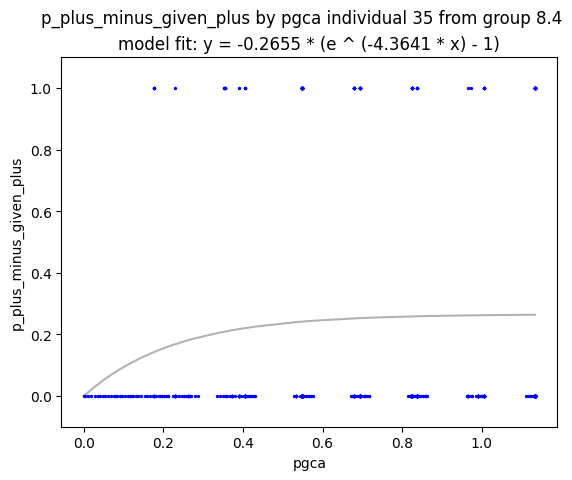 p_plus_minus_given_plus by pgca individual 35 from group 8.4
model fit: y = -0.2655 * (e ^ (-4.3641 * x) - 1)
1.0
0.8
0.6
0.4
0.2
0.0
p_plus_minus_given_plus
0.0 0.2 0.4 0.6 0.8 1.0
pgca